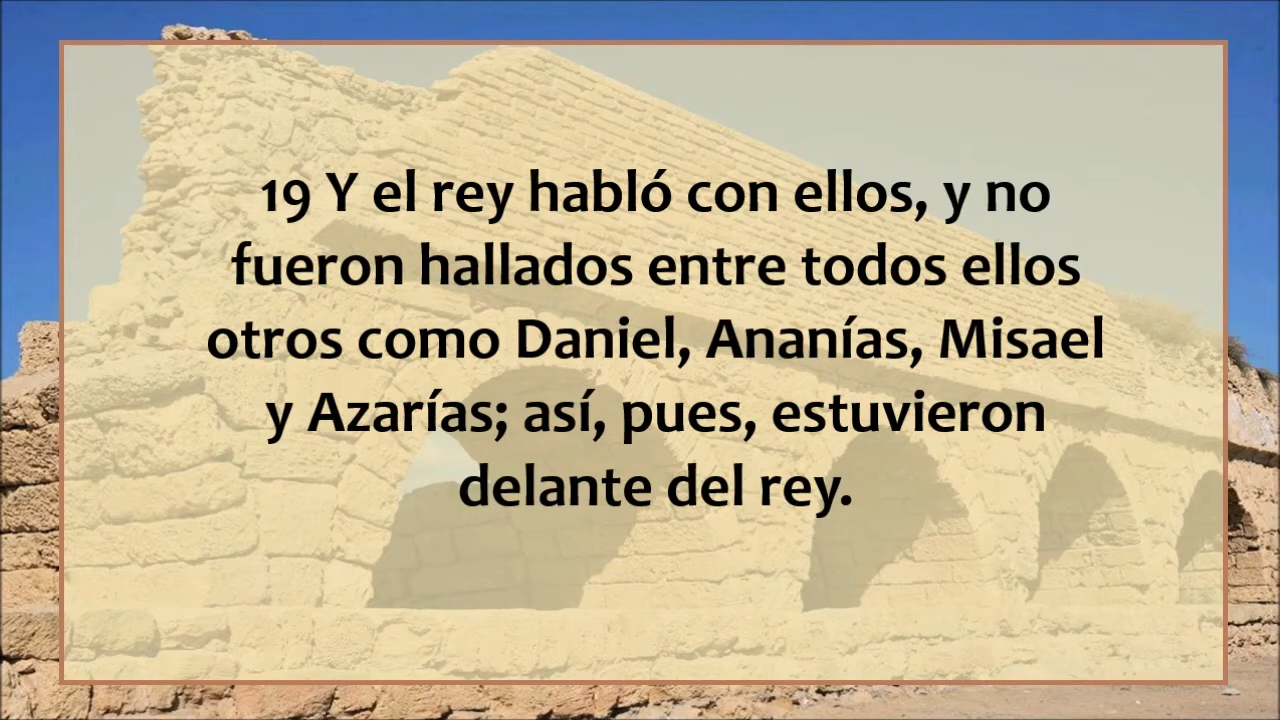 19 Y el rey habló con ellos, y no
fueron hallados entre todos ellos
otros como Daniel, Ananías, Misael
y Azarías; así, pues, estuvieron
delante del rey.